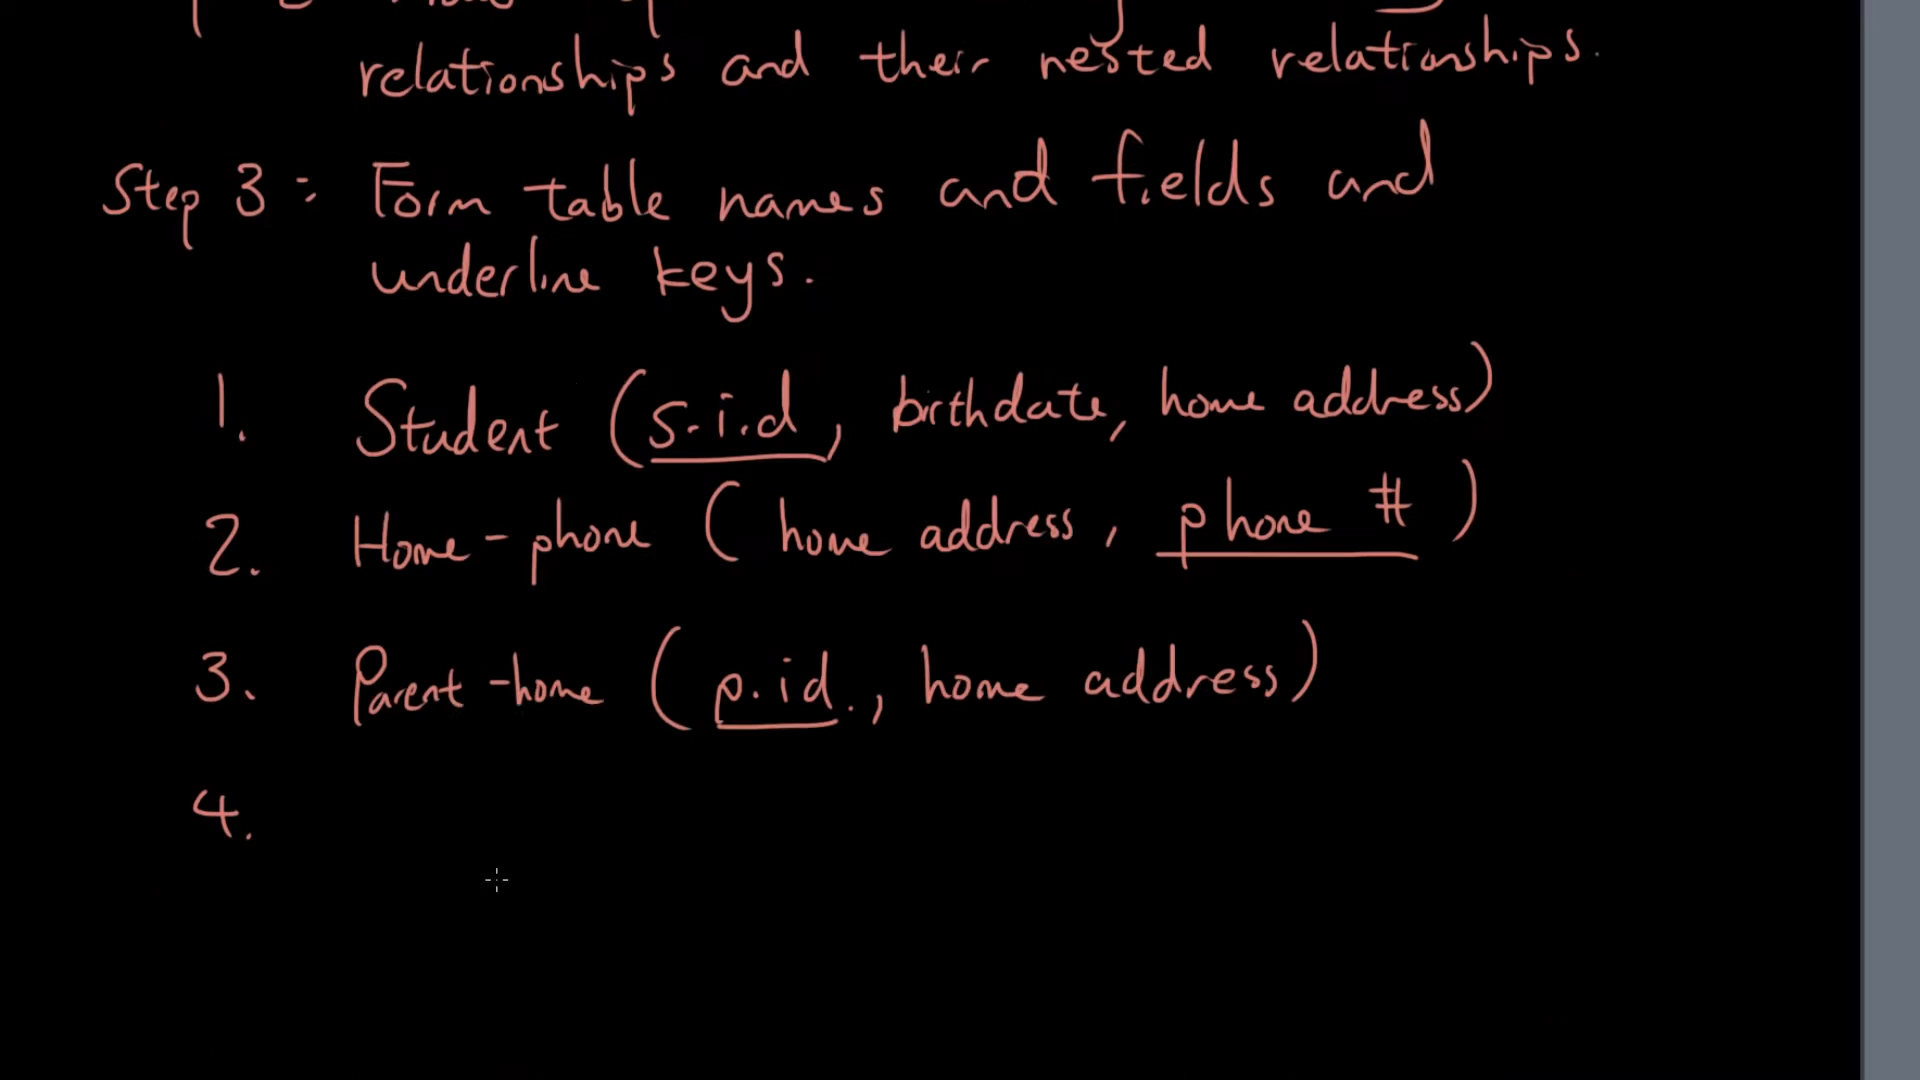 relationships and their nested relationships.
Step 3: Form table names and fields and
underline keys.
1. Student (s.i.d, birthdate, home address)
2. Home-phone (home address, phone #)
3. Parent-home (p.id., home address)
4.